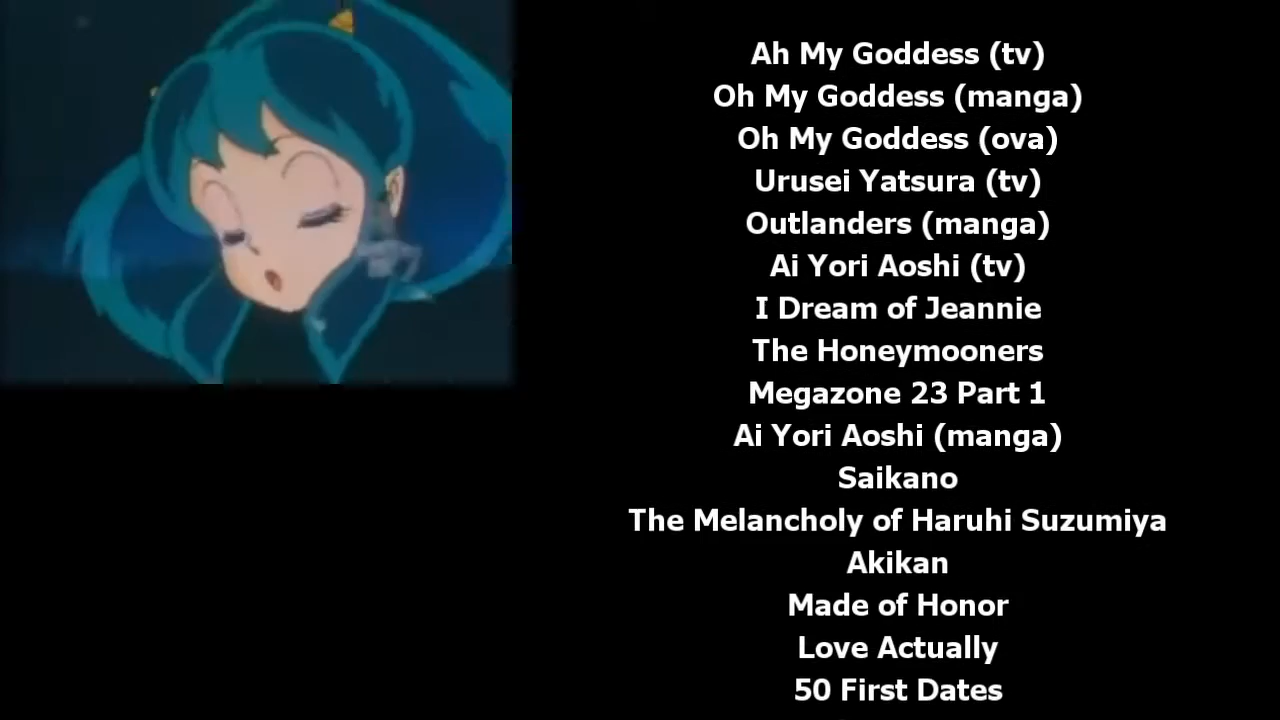 Ah My Goddess (tv)
Oh My Goddess (manga)
Oh My Goddess (ova)
Urusei Yatsura (tv)
Outlanders (manga)
Ai Yori Aoshi (tv)
I Dream of Jeannie
The Honeymooners
Megazone 23 Part 1
Ai Yori Aoshi (manga)
Saikano
The Melancholy of Haruhi Suzumiya
Akikan
Made of Honor
Love Actually
50 First Dates